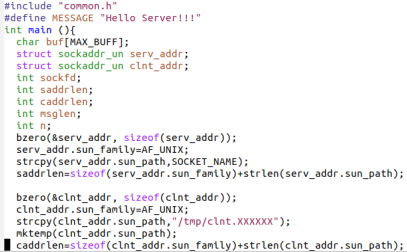 #include "common.h"
#define MESSAGE "Hello Server!!!"
int main (){
char buf[MAX_BUFF];
struct sockaddr_un serv_addr;
struct sockaddr_un clnt_addr;
int sockfd;
int saddrlen;
int caddrlen;
int msglen;
int n;
bzero(&serv_addr, sizeof(serv_addr));
serv_addr.sun_family=AF_UNIX;
strcpy(serv_addr.sun_path,SOCKET_NAME);
saddrlen=sizeof(serv_addr.sun_family)+strlen(serv_addr.sun_path);
bzero(&clnt_addr, sizeof(clnt_addr));
clnt_addr.sun_family=AF_UNIX;
strcpy(clnt_addr.sun_path,"/tmp/clnt.XXXXXX");
mktemp(clnt_addr.sun_path);
caddrlen=sizeof(clnt_addr.sun_family)+strlen(clnt_addr.sun_path);